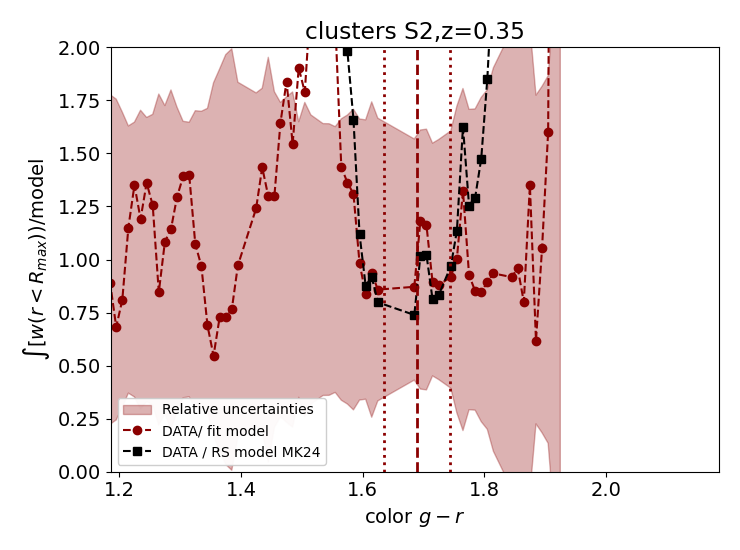 clusters S2,z=0.35
2.00
1.75
1.50
1.25
1.00
0.75
0.50
0.25
0.00
∫[w(r < R_{max}))/model
Relative uncertainties
DATA/ fit model
DATA / RS model MK24
1.2 1.4 1.6 1.8 2.0
color g − r